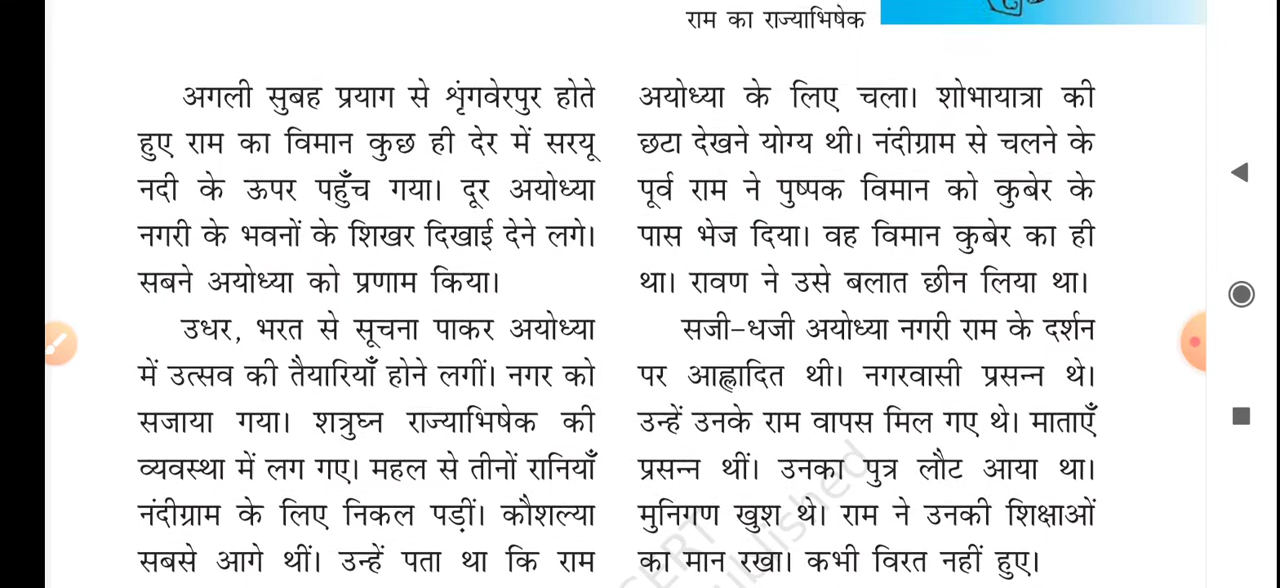 राम का राज्याभिषेक
अगली सुबह प्रयाग से शृंगवेरपुर होते
हुए राम का विमान कुछ ही देर में सरयू
नदी के ऊपर पहुँच गया। दूर अयोध्या
नगरी के भवनों के शिखर दिखाई देने लगे।
सबने अयोध्या को प्रणाम किया।
उधर, भरत से सूचना पाकर अयोध्या
में उत्सव की तैयारियाँ होने लगीं। नगर को
सजाया गया। शत्रुघ्न राज्याभिषेक की
व्यवस्था में लग गए। महल से तीनों रानियाँ
नंदीग्राम के लिए निकल पड़ीं। कौशल्या
सबसे आगे थीं। उन्हें पता था कि राम
अयोध्या के लिए चला। शोभायात्रा की
छटा देखने योग्य थी। नंदीग्राम से चलने के
पूर्व राम ने पुष्पक विमान को कुबेर के
पास भेज दिया। वह विमान कुबेर का ही
था। रावण ने उसे बलात छीन लिया था।
सजी-धजी अयोध्या नगरी राम के दर्शन
पर आह्लादित थी। नगरवासी प्रसन्न थे।
उन्हें उनके राम वापस मिल गए थे। माताएँ
प्रसन्न थीं। उनका पुत्र लौट आया था।
मुनिगण खुश थे। राम ने उनकी शिक्षाओं
का मान रखा। कभी विरत नहीं हुए।